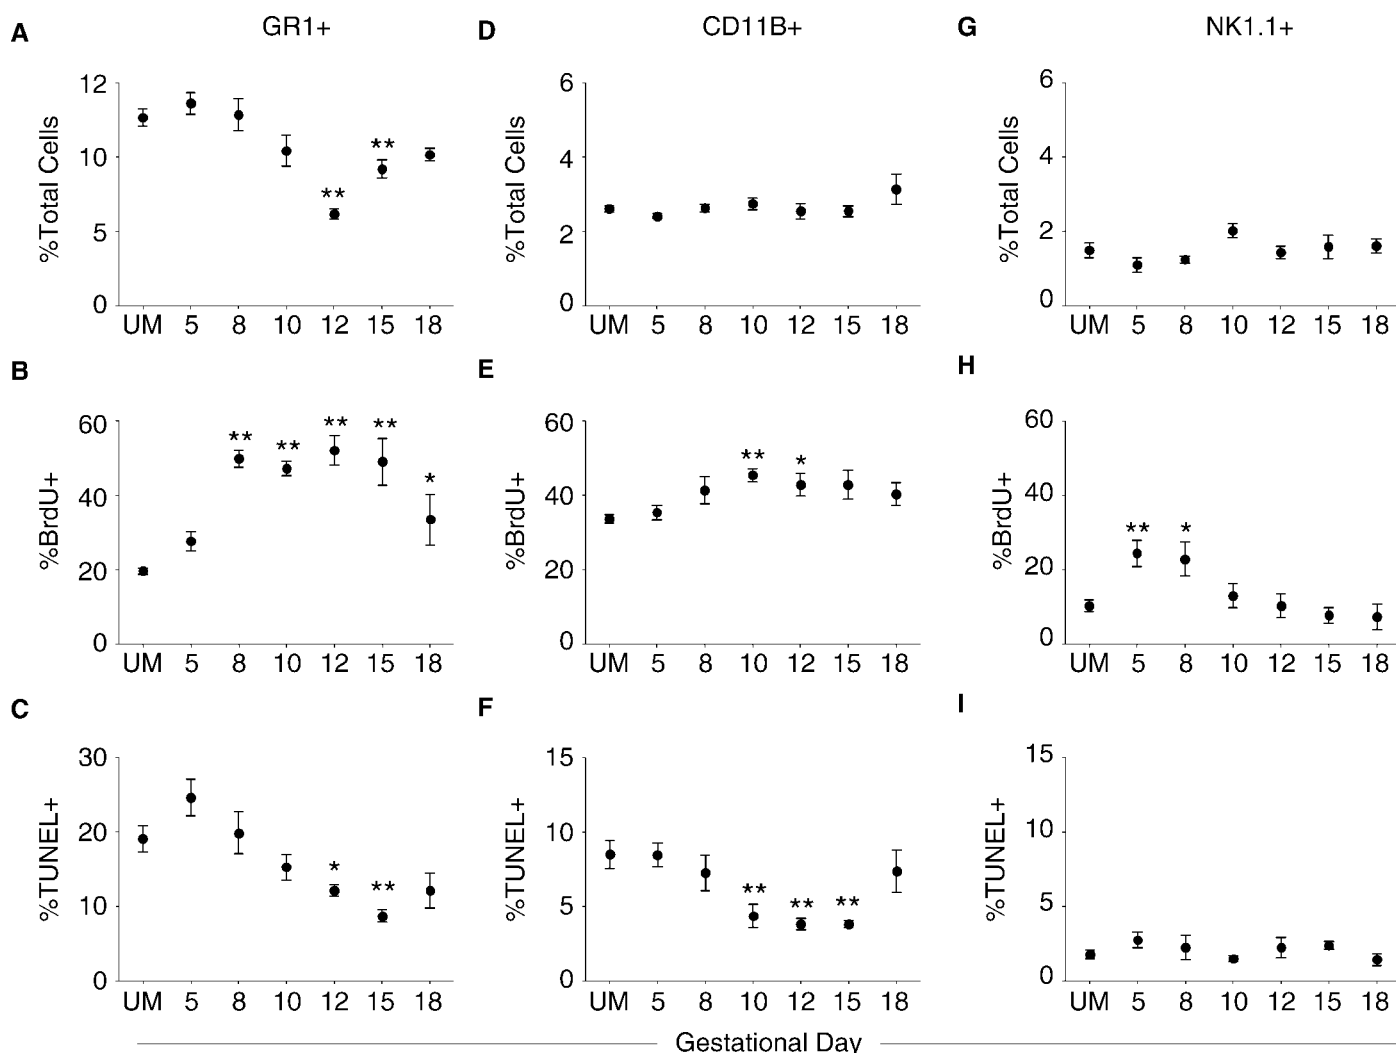 A GR1+ D CD11B+ G NK1.1+
%Total Cells
12
10
5
0
UM 5 8 10 12 15 18
** **
%Total Cells
6
4
2
0
UM 5 8 10 12 15 18
%Total Cells
6
4
2
0
UM 5 8 10 12 15 18
B
%BrdU+
60
40
20
0
UM 5 8 10 12 15 18
** ** ** ** *
E
%BrdU+
60
40
20
0
UM 5 8 10 12 15 18
** *
H
%BrdU+
60
40
20
0
UM 5 8 10 12 15 18
** *
C
%TUNEL+
30
20
10
0
UM 5 8 10 12 15 18
* **
F
%TUNEL+
15
10
5
0
UM 5 8 10 12 15 18
** ** **
I
%TUNEL+
15
10
5
0
UM 5 8 10 12 15 18
Gestational Day